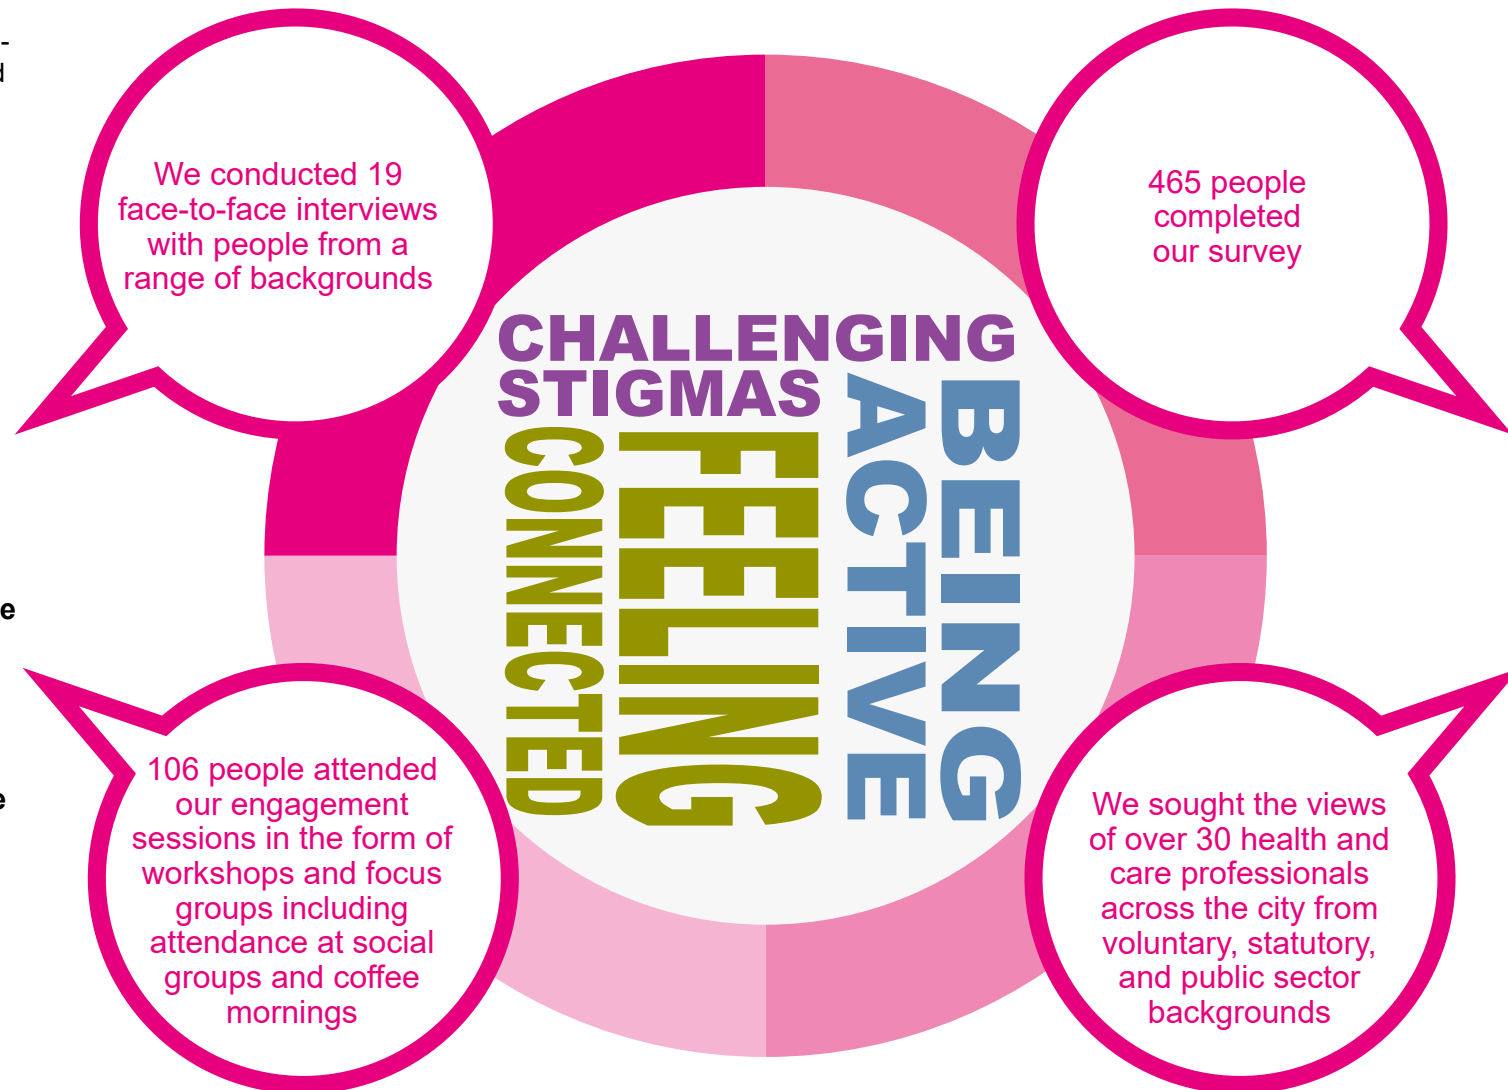 We conducted 19
face-to-face interviews
with people from a
range of backgrounds
465 people
completed
our survey
CHALLENGING
STIGMAS
FEELING
CONNECTED
BEING
ACTIVE
106 people attended
our engagement
sessions in the form of
workshops and focus
groups including
attendance at social
groups and coffee
mornings
We sought the views
of over 30 health and
care professionals
across the city from
voluntary, statutory,
and public sector
backgrounds